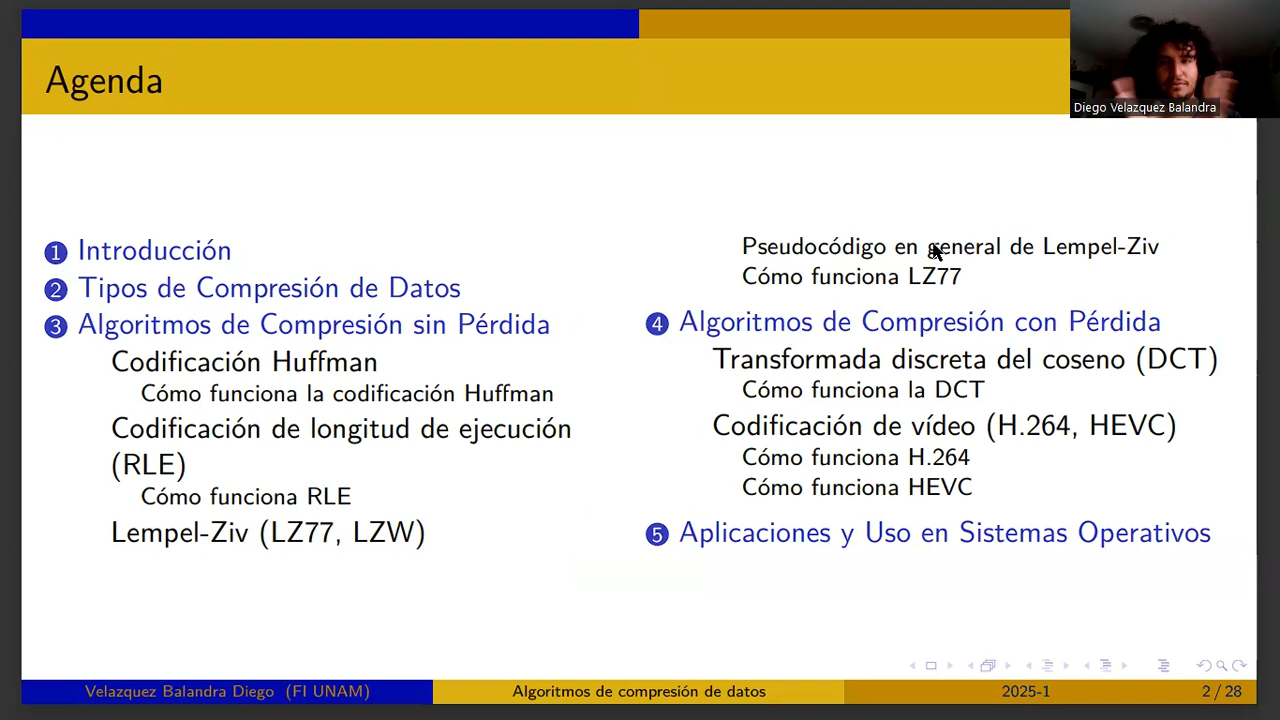 Agenda
Diego Velazquez Balandra
1 Introducción
2 Tipos de Compresión de Datos
3 Algoritmos de Compresión sin Pérdida
Codificación Huffman
Cómo funciona la codificación Huffman
Codificación de longitud de ejecución
(RLE)
Cómo funciona RLE
Lempel-Ziv (LZ77, LZW)
Pseudocódigo en general de Lempel-Ziv
Cómo funciona LZ77
4 Algoritmos de Compresión con Pérdida
Transformada discreta del coseno (DCT)
Cómo funciona la DCT
Codificación de vídeo (H.264, HEVC)
Cómo funciona H.264
Cómo funciona HEVC
5 Aplicaciones y Uso en Sistemas Operativos
Velazquez Balandra Diego (FI UNAM)
Algoritmos de compresión de datos
2025-1
2 / 28